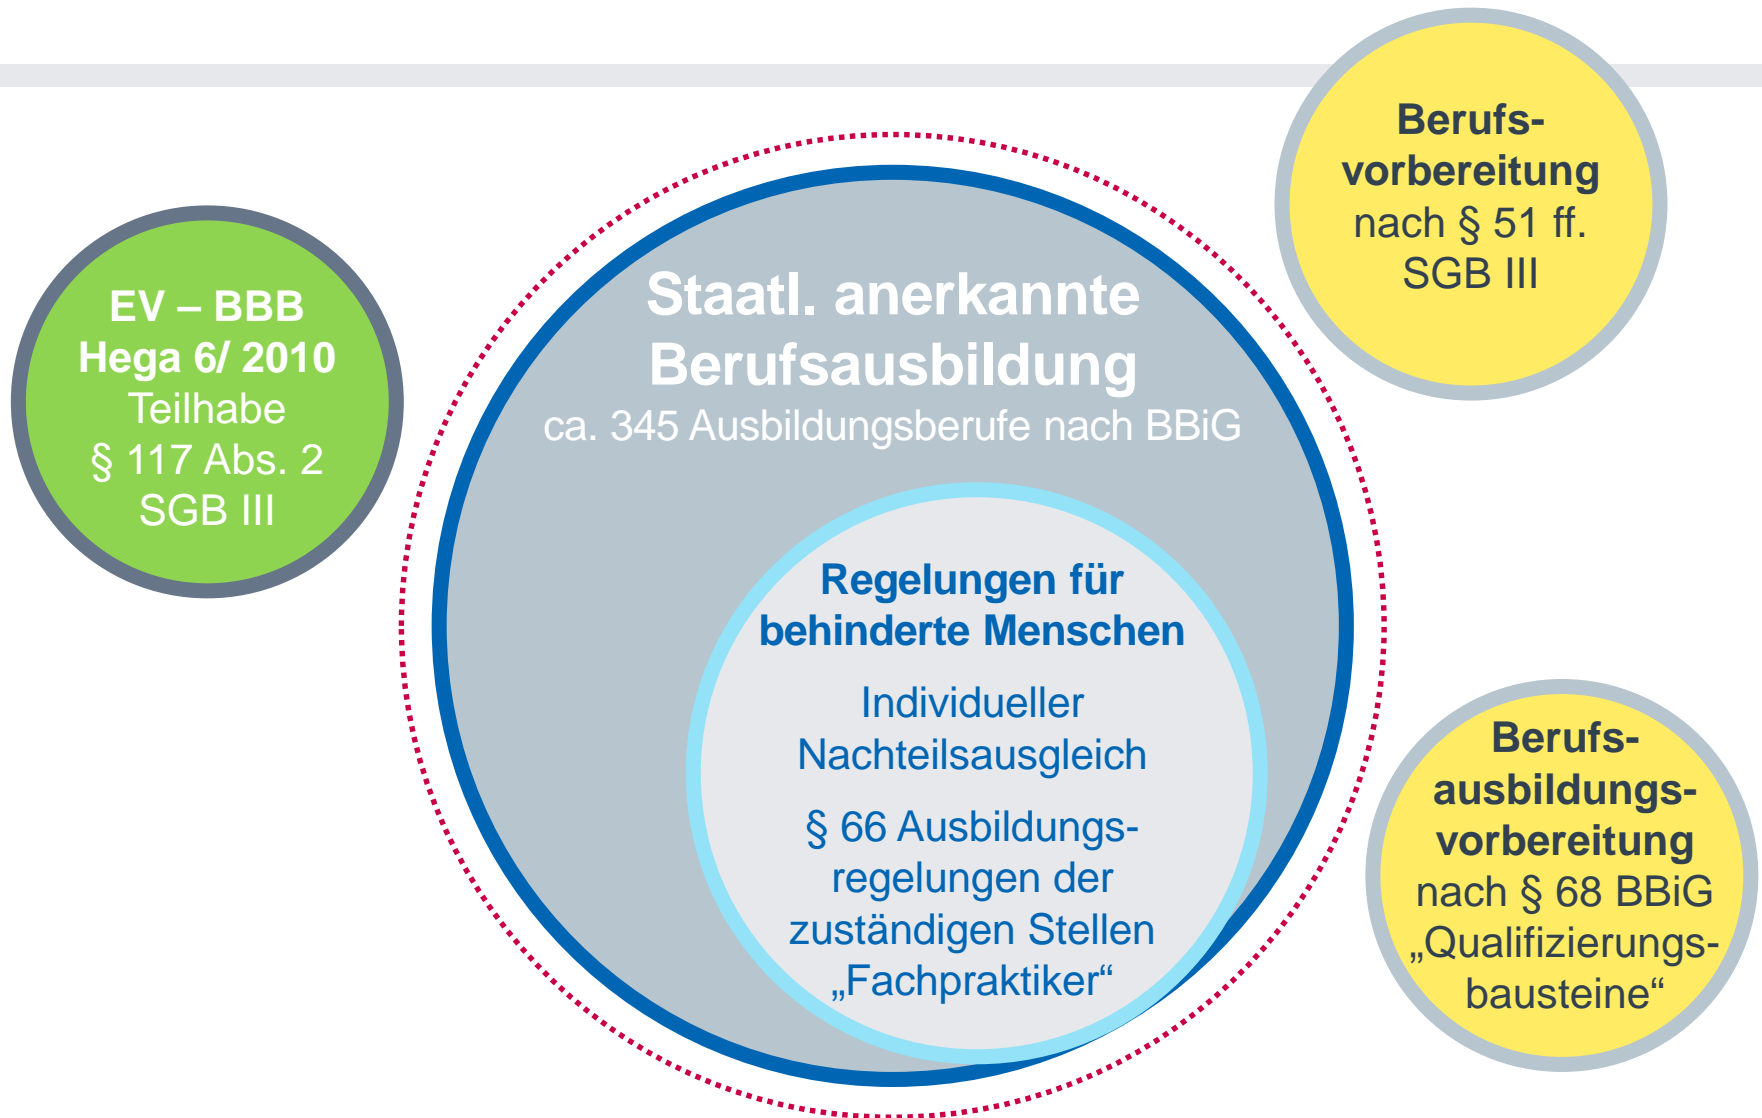 EV – BBB
Hega 6/ 2010
Teilhabe
§ 117 Abs. 2
SGB III
Staatl. anerkannte
Berufsausbildung
ca. 345 Ausbildungsberufe nach BBiG
Regelungen für
behinderte Menschen
Individueller
Nachteilsausgleich
§ 66 Ausbildungs-
regelungen der
zuständigen Stellen
„Fachpraktiker“
Berufs-
vorbereitung
nach § 51 ff.
SGB III
Berufs-
ausbildungs-
vorbereitung
nach § 68 BBiG
„Qualifizierungs-
bausteine“